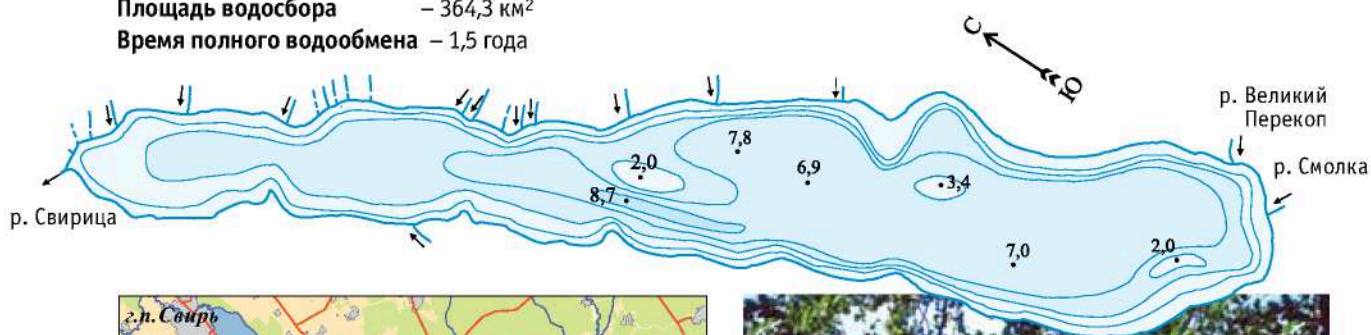 Площадь водосбора – 364,3 км²
Время полного водообмена – 1,5 года
С
Ю
р. Великий
Перекоп
7,8
2,0
6,9
3,4
р. Смолка
8,7
р. Свирица
7,0
2,0
г.п. Свирь